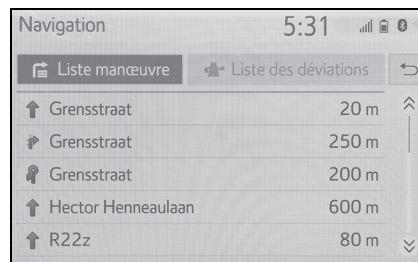 Navigation 5:31
Liste manœuvre Liste des déviations
Grensstraat 20 m
Grensstraat 250 m
Grensstraat 200 m
Hector Henneaulaan 600 m
R22z 80 m